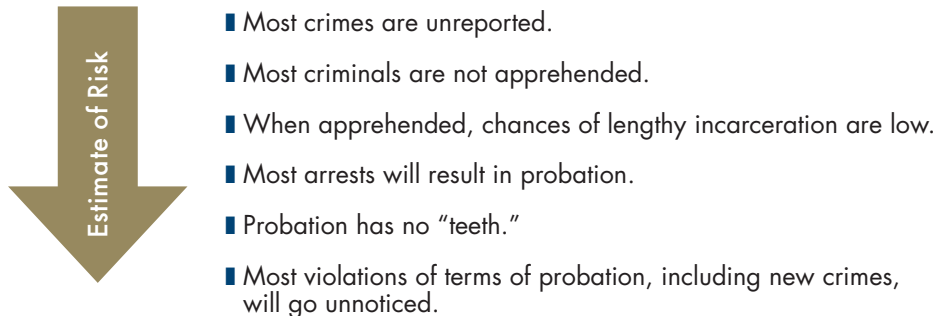 Estimate of Risk
Most crimes are unreported.
Most criminals are not apprehended.
When apprehended, chances of lengthy incarceration are low.
Most arrests will result in probation.
Probation has no “teeth.”
Most violations of terms of probation, including new crimes,
will go unnoticed.